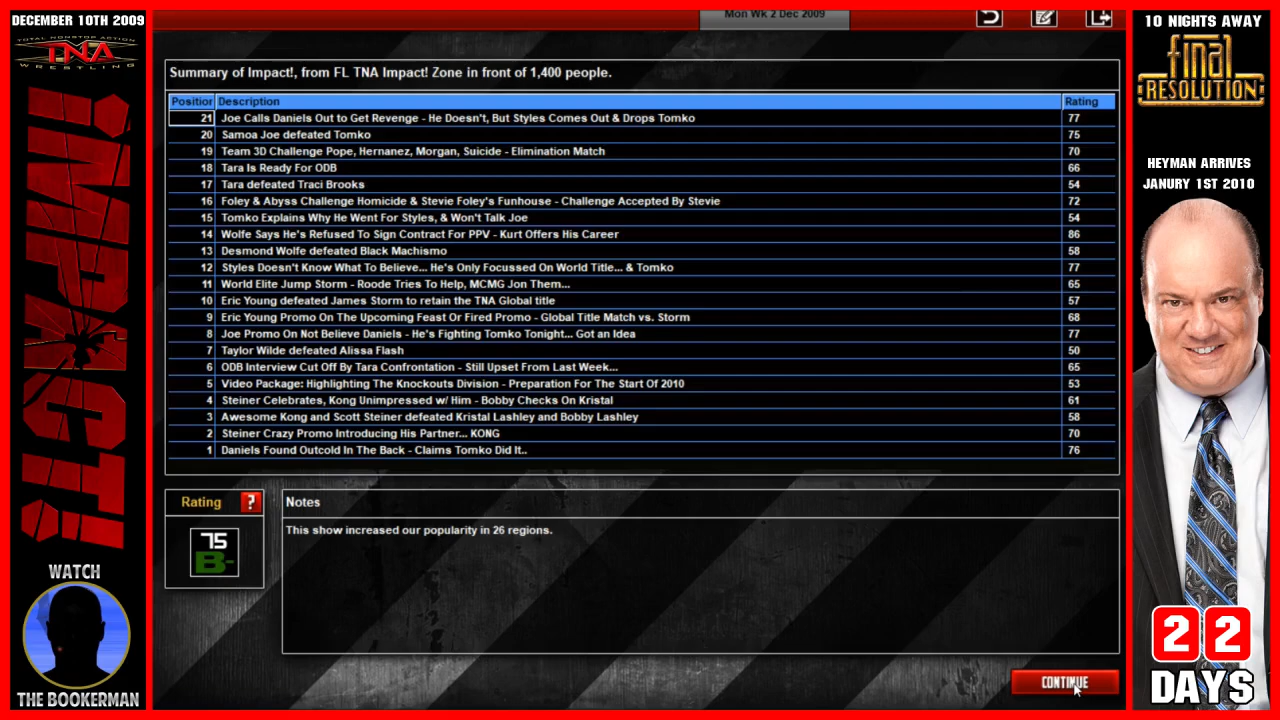 DECEMBER 10TH 2009
TOTAL NONSTOP ACTION
TNA
WRESTLING
iMPACT!
WATCH
THE BOOKERMAN
Mon Wk 2 Dec 2009
Summary of Impact!, from FL TNA Impact! Zone in front of 1,400 people.
Position Description Rating
21 Joe Calls Daniels Out to Get Revenge - He Doesn't, But Styles Comes Out & Drops Tomko 77
20 Samoa Joe defeated Tomko 75
19 Team 3D Challenge Pope, Hernanez, Morgan, Suicide - Elimination Match 70
18 Tara Is Ready For ODB 66
17 Tara defeated Traci Brooks 54
16 Foley & Abyss Challenge Homicide & Stevie Foley's Funhouse - Challenge Accepted By Stevie 72
15 Tomko Explains Why He Went For Styles, & Won't Talk Joe 54
14 Wolfe Says He's Refused To Sign Contract For PPV - Kurt Offers His Career 86
13 Desmond Wolfe defeated Black Machismo 58
12 Styles Doesn't Know What To Believe... He's Only Focussed On World Title... & Tomko 77
11 World Elite Jump Storm - Roode Tries To Help, MCMG Jon Them... 65
10 Eric Young defeated James Storm to retain the TNA Global title 57
9 Eric Young Promo On The Upcoming Feast Or Fired Promo - Global Title Match vs. Storm 68
8 Joe Promo On Not Believe Daniels - He's Fighting Tomko Tonight... Got an Idea 77
7 Taylor Wilde defeated Alissa Flash 50
6 ODB Interview Cut Off By Tara Confrontation - Still Upset From Last Week... 65
5 Video Package: Highlighting The Knockouts Division - Preparation For The Start Of 2010 53
4 Steiner Celebrates, Kong Unimpressed w/ Him - Bobby Checks On Kristal 61
3 Awesome Kong and Scott Steiner defeated Kristal Lashley and Bobby Lashley 58
2 Steiner Crazy Promo Introducing His Partner... KONG 70
1 Daniels Found Outcold In The Back - Claims Tomko Did It.. 76
Rating ?
75
B-
Notes
This show increased our popularity in 26 regions.
CONTINUE
10 NIGHTS AWAY
final
RESOLUTION
HEYMAN ARRIVES
JANURY 1ST 2010
22
DAYS